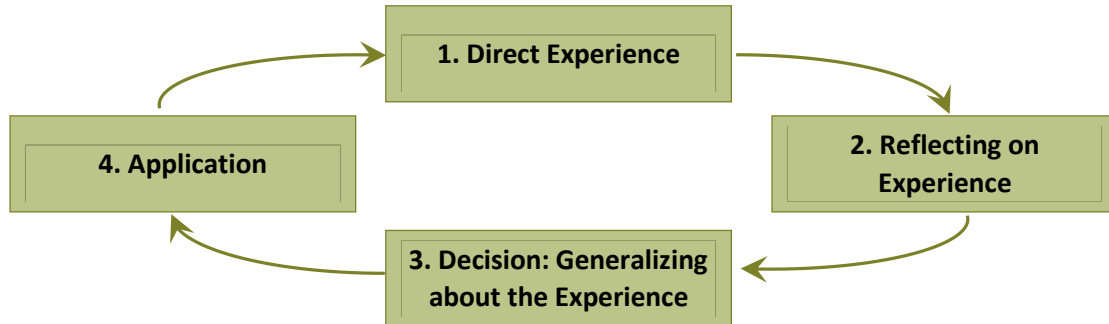 1. Direct Experience
2. Reflecting on
Experience
3. Decision: Generalizing
about the Experience
4. Application